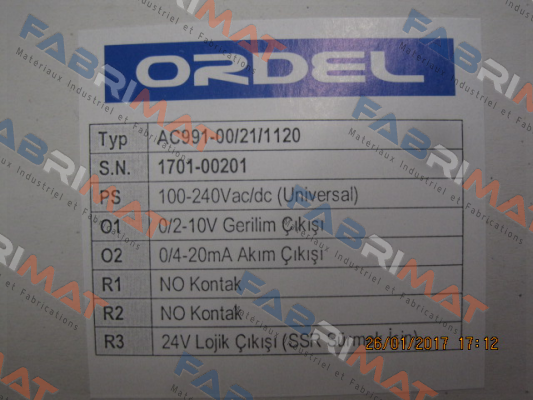 ORDEL
Typ AC991-00/21/1120
S.N. 1701-00201
PS 100-240Vac/dc (Universal)
O1 0/2-10V Gerilim Çıkışı
O2 0/4-20mA Akım Çıkışı
R1 NO Kontak
R2 NO Kontak
R3 24V Lojik Çıkışı (SSR Sürmek İçin)
26/01/2017 17:12
FABRIMAT
Materiaux Industriel et Fabrications